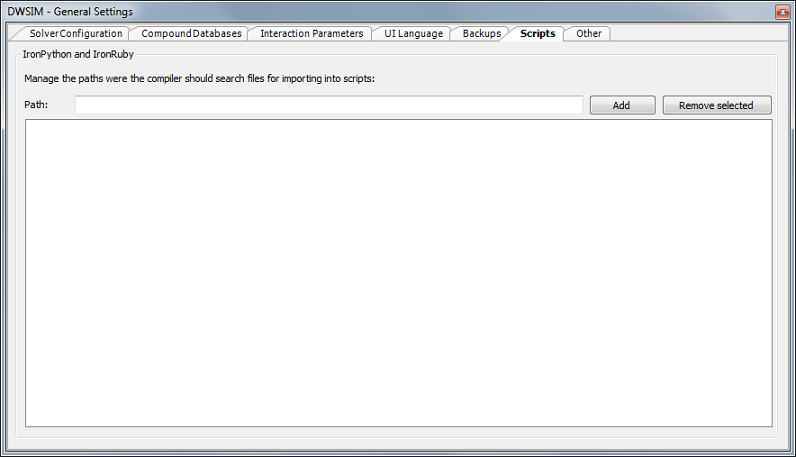 DWSIM - General Settings
Solver Configuration Compound Databases Interaction Parameters UI Language Backups Scripts Other
IronPython and IronRuby
Manage the paths were the compiler should search files for importing into scripts:
Path: Add Remove selected